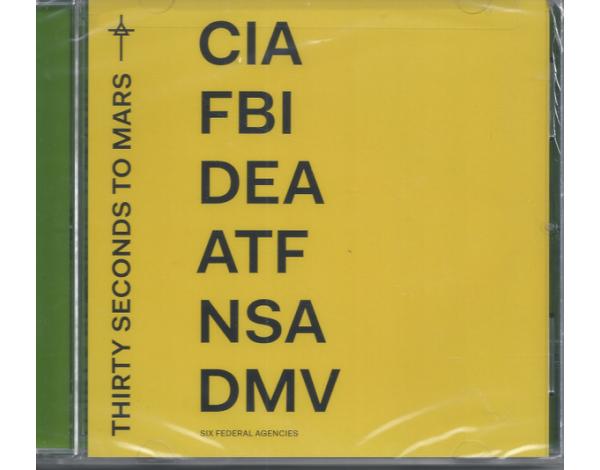 THIRTY SECONDS TO MARS
CIA
FBI
DEA
ATF
NSA
DMV
SIX FEDERAL AGENCIES